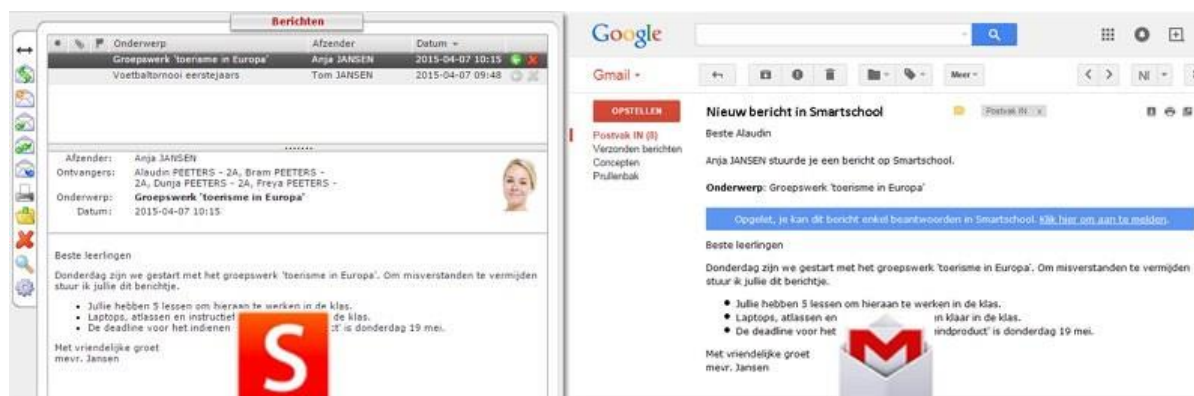 Berichten
Onderwerp Afzender Datum
Groepswerk 'toerisme in Europa' Anja JANSEN 2015-04-07 10:15
Voetbaltornooi eerstejaars Tom JANSEN 2015-04-07 09:48
Afzender: Anja JANSEN
Ontvangers: Alaudin PEETERS - 2A, Bram PEETERS -
2A, Dunja PEETERS - 2A, Freya PEETERS -
Onderwerp: Groepswerk 'toerisme in Europa'
Datum: 2015-04-07 10:15
Beste leerlingen
Donderdag zijn we gestart met het groepswerk 'toerisme in Europa'. Om misverstanden te vermijden
stuur ik jullie dit berichtje.
• Jullie hebben 5 lessen om hieraan te werken in de klas.
• Laptops, atlassen en instructief de klas.
• De deadline voor het indienen ct' is donderdag 19 mei.
Met vriendelijke groet
mevr. Jansen
S
Google
Gmail
Meer
Nl
OPSTELLEN
Postvak IN (8)
Verzonden berichten
Concepten
Prullenbak
Nieuw bericht in Smartschool Postvak IN x
Beste Alaudin
Anja JANSEN stuurde je een bericht op Smartschool.
Onderwerp: Groepswerk 'toerisme in Europa'
Opgelet, je kan dit bericht enkel beantwoorden in Smartschool. Klik hier om aan te melden.
Beste leerlingen
Donderdag zijn we gestart met het groepswerk 'toerisme in Europa'. Om misverstanden te vermijden
stuur ik jullie dit berichtje.
• Jullie hebben 5 lessen om hieraan te werken in de klas.
• Laptops, atlassen en n klaar in de klas.
• De deadline voor het eindproduct' is donderdag 19 mei.
Met vriendelijke groet
mevr. Jansen